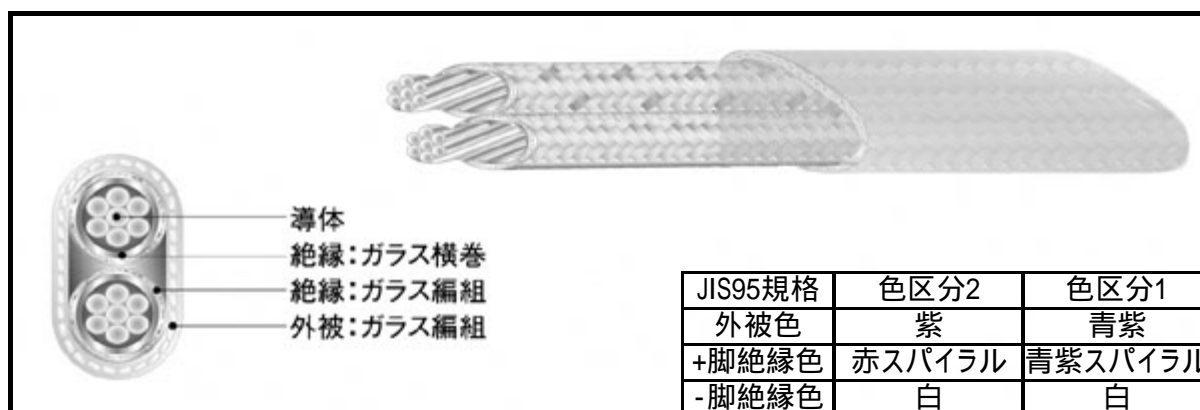 導体
絶縁:ガラス横巻
絶縁:ガラス編組
外被:ガラス編組
JIS95規格 色区分2 色区分1
外被色 紫 青紫
+脚絶縁色 赤スパイラル 青紫スパイラル
-脚絶縁色 白 白